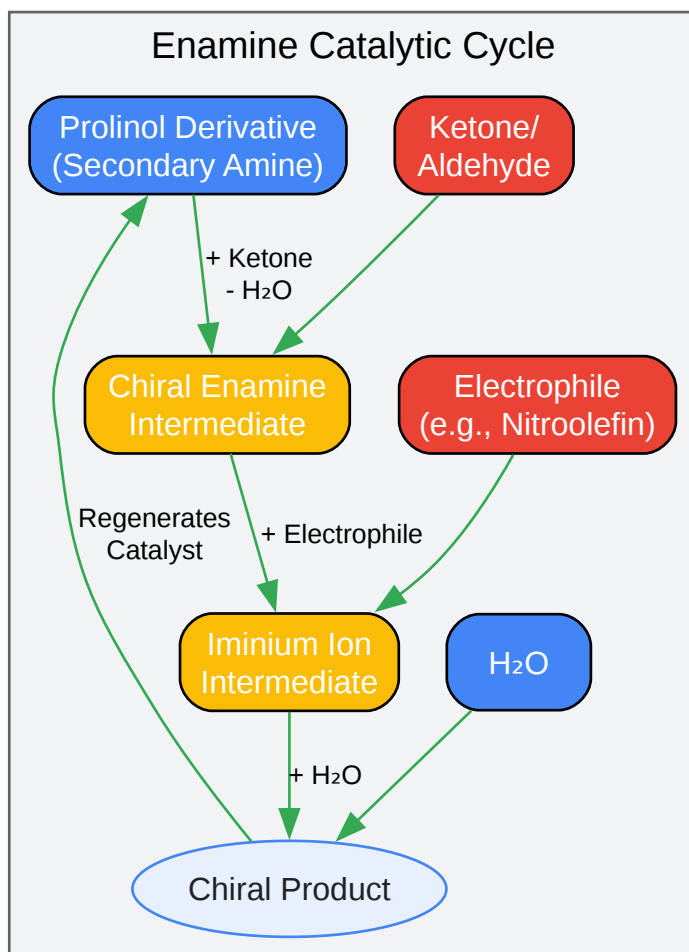 Enamine Catalytic Cycle
Prolinol Derivative
(Secondary Amine)
Ketone/
Aldehyde
+ Ketone
- H₂O
Chiral Enamine
Intermediate
Electrophile
(e.g., Nitroolefin)
Regenerates
Catalyst
+ Electrophile
Iminium Ion
Intermediate
H₂O
+ H₂O
Chiral Product